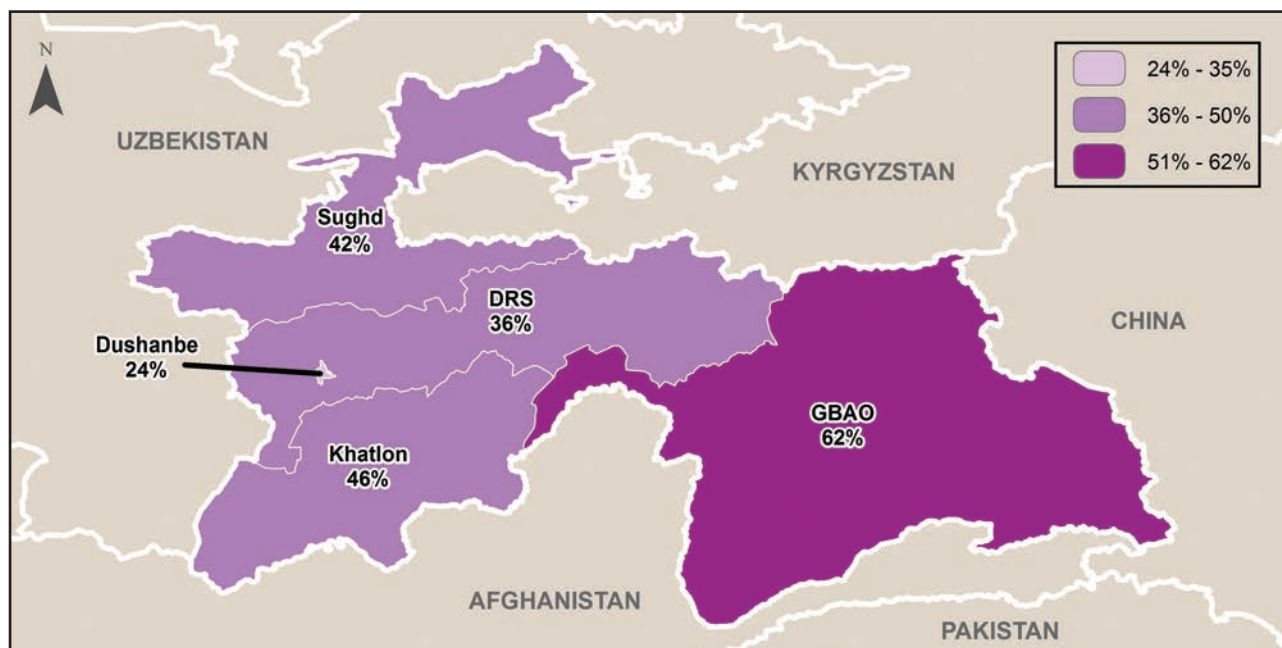 N
24% - 35%
36% - 50%
51% - 62%
UZBEKISTAN
KYRGYZSTAN
Sughd
42%
DRS
36%
CHINA
Dushanbe
24%
GBAO
62%
Khatlon
46%
AFGHANISTAN
PAKISTAN